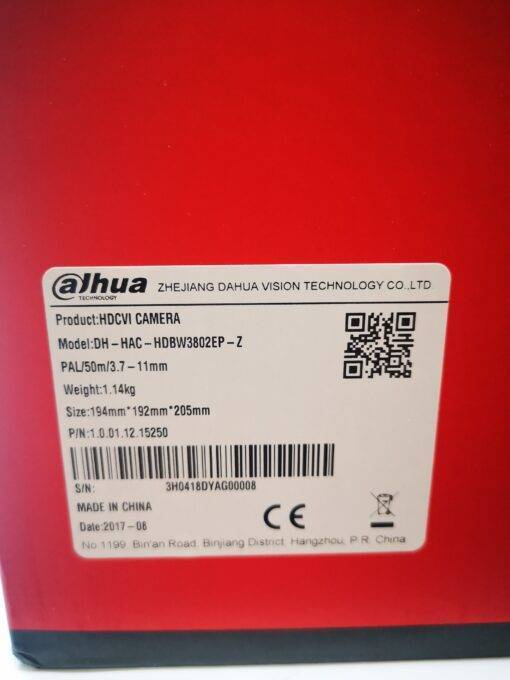 alhua
TECHNOLOGY
ZHEJIANG DAHUA VISION TECHNOLOGY CO.,LTD.
Product:HDCVI CAMERA
Model:DH-HAC-HDBW3802EP-Z
PAL/50m/3.7-11mm
Weight:1.14kg
Size:194mm*192mm*205mm
P/N:1.0.01.12.15250
S/N: 3H0418DYAG00008
MADE IN CHINA
Date:2017-08
CE
No.1199, Bin'an Road, Binjiang District, Hangzhou, P.R. China